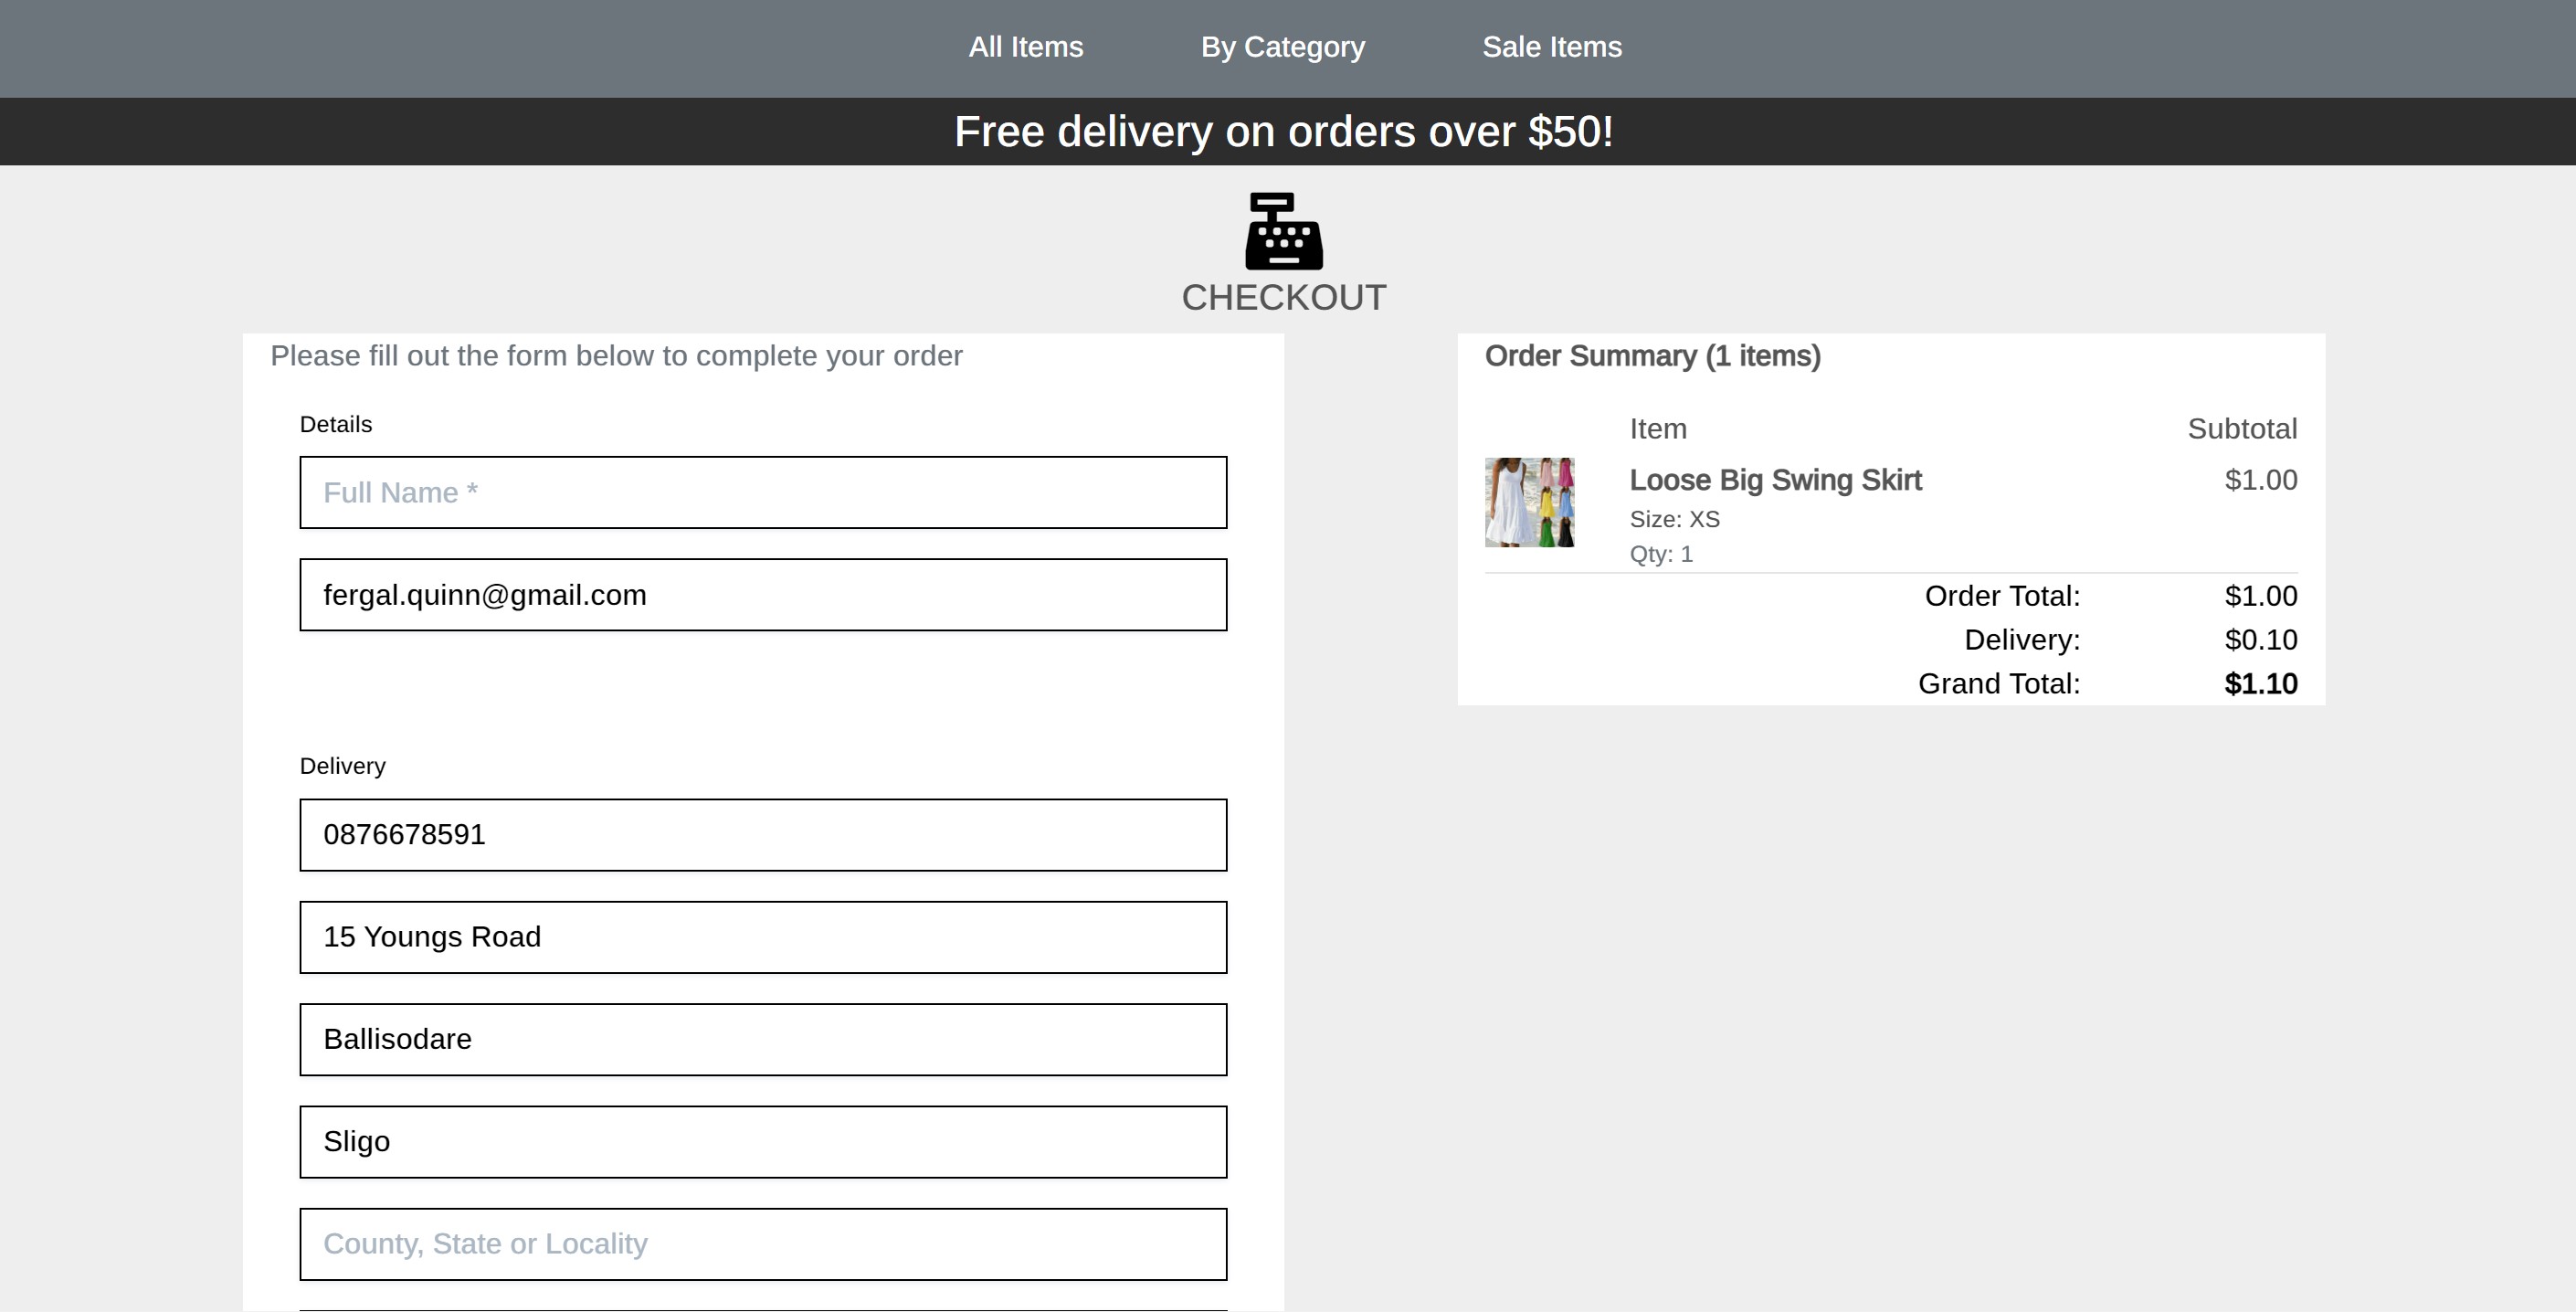 All Items By Category Sale Items
Free delivery on orders over $50!
CHECKOUT
Please fill out the form below to complete your order
Details
Full Name *
fergal.quinn@gmail.com
Delivery
0876678591
15 Youngs Road
Ballisodare
Sligo
County, State or Locality
Order Summary (1 items)
Item Subtotal
Loose Big Swing Skirt $1.00
Size: XS
Qty: 1
Order Total: $1.00
Delivery: $0.10
Grand Total: $1.10